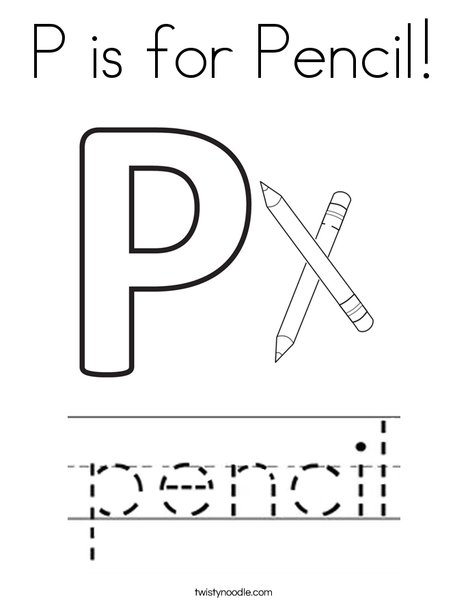 P is for Pencil!
P
pencil
twistynoodle.com